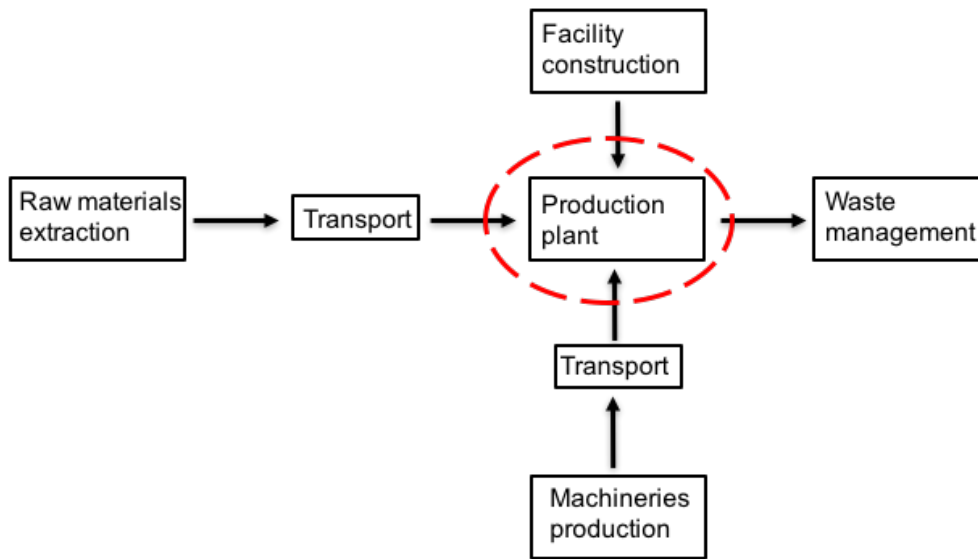 Facility
construction
Raw materials
extraction
Transport
Production
plant
Waste
management
Transport
Machineries
production